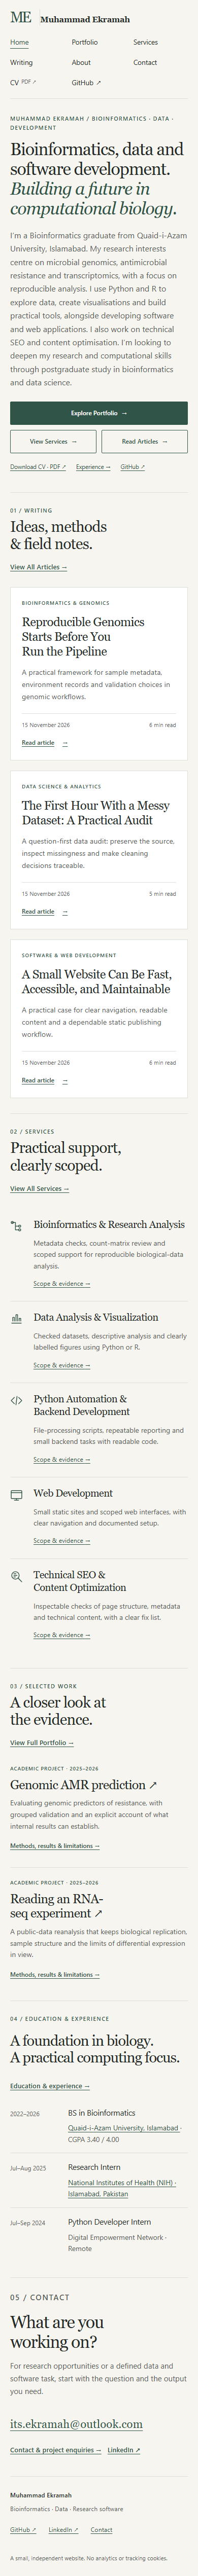 ME Muhammad Ekramah
Home Portfolio Services
Writing About Contact
CV PDF ↗ GitHub ↗
MUHAMMAD EKRAMAH / BIOINFORMATICS · DATA ·
DEVELOPMENT
Bioinformatics, data and
software development.
Building a future in
computational biology.
I'm a Bioinformatics graduate from Quaid-i-Azam
University, Islamabad. My research interests
centre on microbial genomics, antimicrobial
resistance and transcriptomics, with a focus on
reproducible analysis. I use Python and R to
explore data, create visualisations and build
practical tools, alongside developing software
and web applications. I also work on technical
SEO and content optimisation. I'm looking to
deepen my research and computational skills
through postgraduate study in bioinformatics
and data science.
Explore Portfolio →
View Services →
Read Articles →
Download CV · PDF ↗ Experience → GitHub ↗
01 / WRITING
Ideas, methods
& field notes.
View All Articles →
BIOINFORMATICS & GENOMICS
Reproducible Genomics
Starts Before You
Run the Pipeline
A practical framework for sample metadata,
environment records and validation choices in
genomic workflows.
15 November 2026 6 min read
Read article →
DATA SCIENCE & ANALYTICS
The First Hour With a Messy
Dataset: A Practical Audit
A question-first data audit: preserve the source,
inspect missingness and make cleaning
decisions traceable.
15 November 2026 5 min read
Read article →
SOFTWARE & WEB DEVELOPMENT
A Small Website Can Be Fast,
Accessible, and Maintainable
A practical case for clear navigation, readable
content and a dependable static publishing
workflow.
15 November 2026 6 min read
Read article →
02 / SERVICES
Practical support,
clearly scoped.
View All Services →
Bioinformatics & Research Analysis
Metadata checks, count-matrix review and
scoped support for reproducible biological-data
analysis.
Scope & evidence →
Data Analysis & Visualization
Checked datasets, descriptive analysis and clearly
labelled figures using Python or R.
Scope & evidence →
Python Automation &
Backend Development
File-processing scripts, repeatable reporting and
small backend tasks with readable code.
Scope & evidence →
Web Development
Small static sites and scoped web interfaces, with
clear navigation and documented setup.
Scope & evidence →
Technical SEO &
Content Optimization
Inspectable checks of page structure, metadata
and technical content, with a clear fix list.
Scope & evidence →
03 / SELECTED WORK
A closer look at
the evidence.
View Full Portfolio →
ACADEMIC PROJECT · 2025–2026
Genomic AMR prediction ↗
Evaluating genomic predictors of resistance, with
grouped validation and an explicit account of what
internal results can establish.
Methods, results & limitations →
ACADEMIC PROJECT · 2025–2026
Reading an RNA-
seq experiment ↗
A public-data reanalysis that keeps biological replication,
sample structure and the limits of differential expression
in view.
Methods, results & limitations →
04 / EDUCATION & EXPERIENCE
A foundation in biology.
A practical computing focus.
Education & experience →
2022–2026 BS in Bioinformatics
Quaid-i-Azam University, Islamabad ·
CGPA 3.40 / 4.00
Jul–Aug 2025 Research Intern
National Institutes of Health (NIH) ·
Islamabad, Pakistan
Jul–Sep 2024 Python Developer Intern
Digital Empowerment Network ·
Remote
05 / CONTACT
What are you
working on?
For research opportunities or a defined data and
software task, start with the question and the output
you need.
its.ekramah@outlook.com
Contact & project enquiries → LinkedIn ↗
Muhammad Ekramah
Bioinformatics · Data · Research software
GitHub ↗ LinkedIn ↗ Contact
A small, independent website. No analytics or tracking cookies.